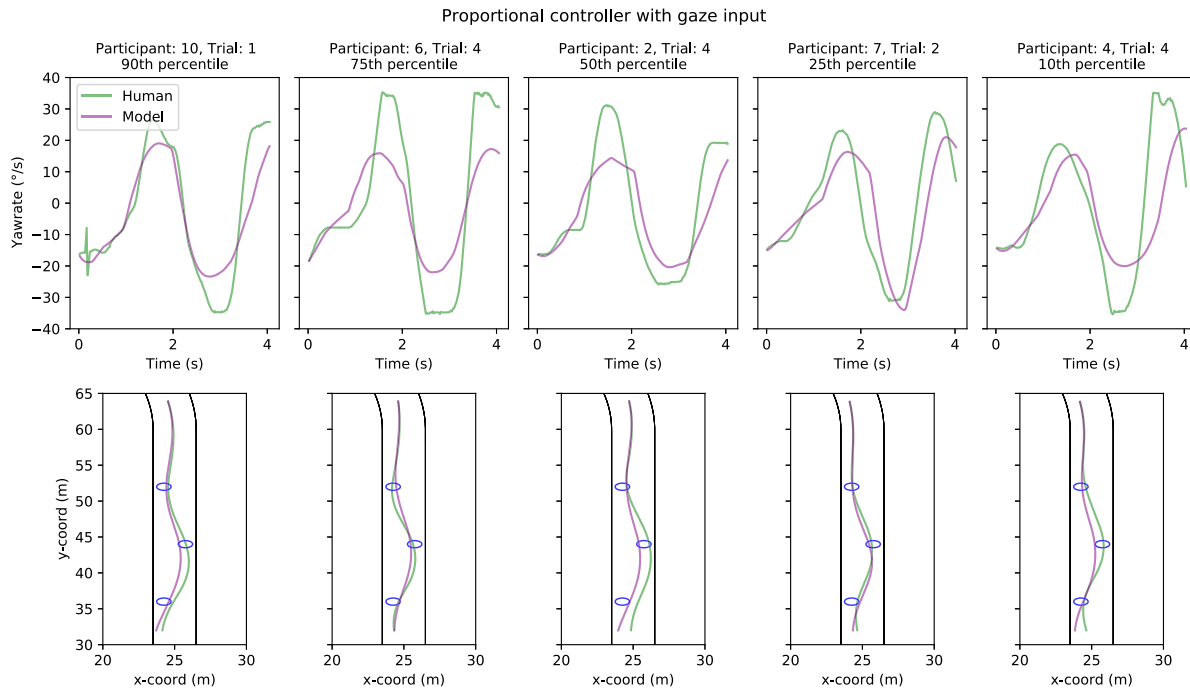 Proportional controller with gaze input
Participant: 10, Trial: 1
90th percentile
Participant: 6, Trial: 4
75th percentile
Participant: 2, Trial: 4
50th percentile
Participant: 7, Trial: 2
25th percentile
Participant: 4, Trial: 4
10th percentile
40
30
20
10
0
−10
−20
−30
−40
Yawrate (°/s)
Human
Model
0 2 4
0 2 4
0 2 4
0 2 4
0 2 4
Time (s)
Time (s)
Time (s)
Time (s)
Time (s)
65
60
55
50
45
40
35
30
y-coord (m)
20 25 30
20 25 30
20 25 30
20 25 30
20 25 30
x-coord (m)
x-coord (m)
x-coord (m)
x-coord (m)
x-coord (m)